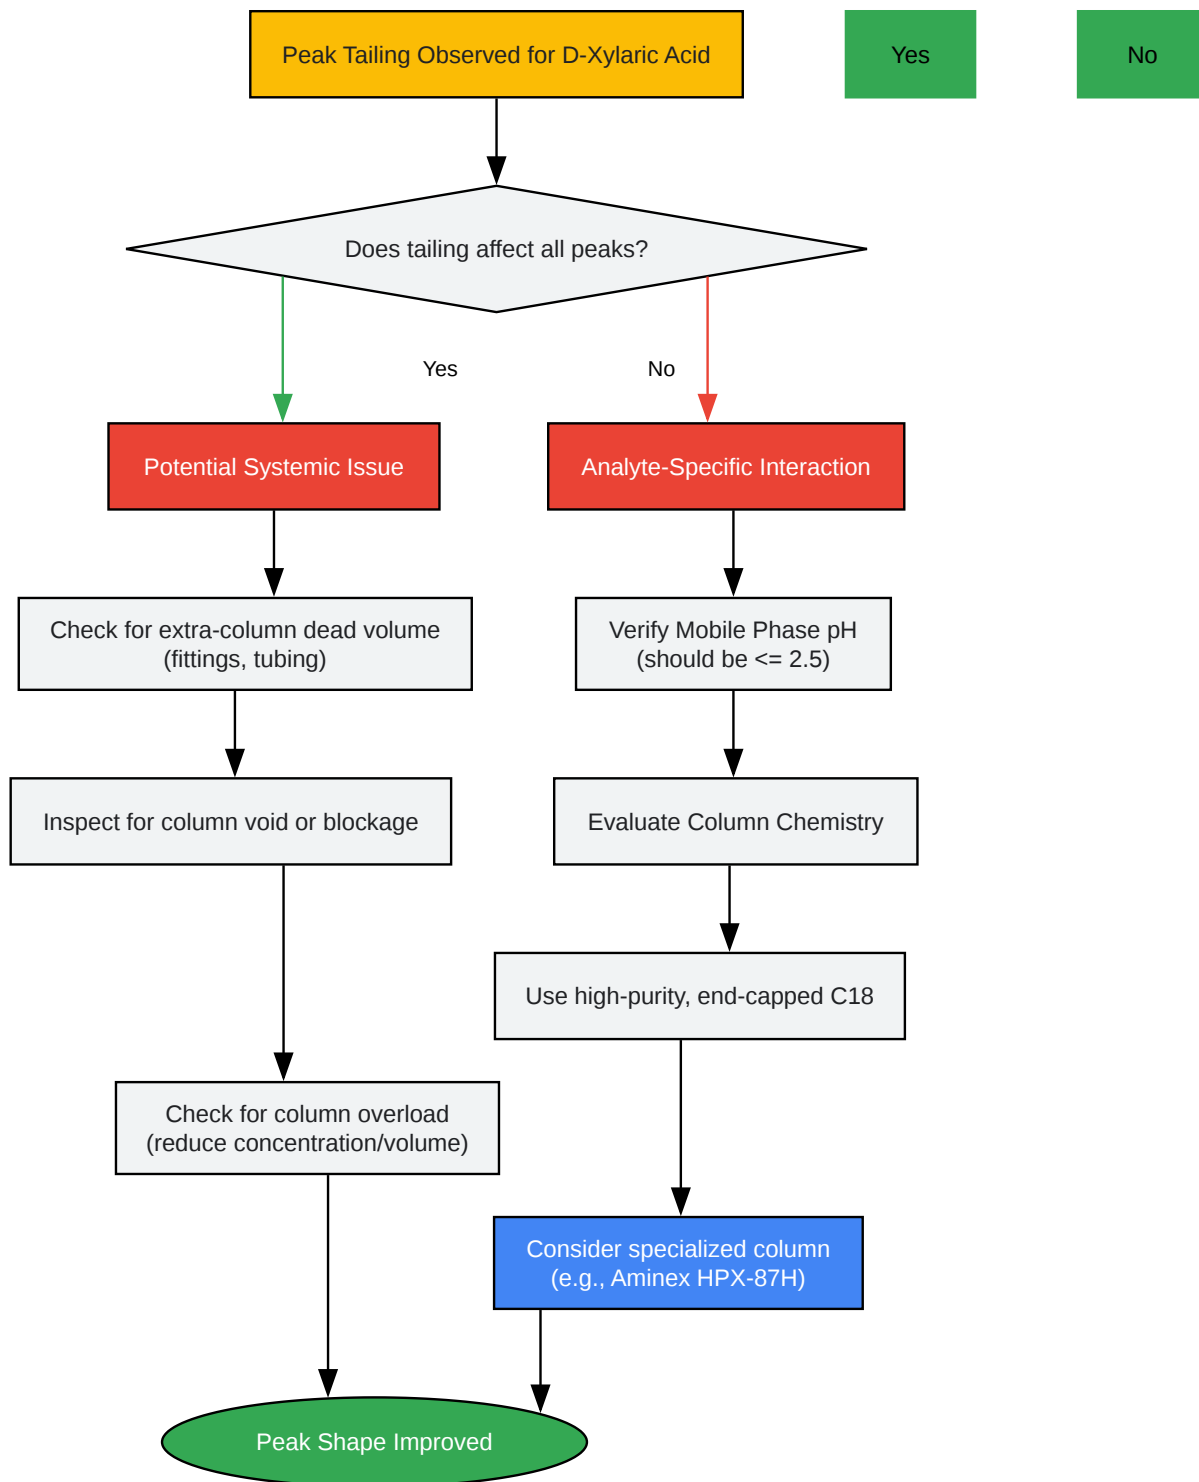 Peak Tailing Observed for D-Xylaric Acid
Yes
No
Does tailing affect all peaks?
Yes
No
Potential Systemic Issue
Analyte-Specific Interaction
Check for extra-column dead volume
(fittings, tubing)
Verify Mobile Phase pH
(should be <= 2.5)
Inspect for column void or blockage
Evaluate Column Chemistry
Use high-purity, end-capped C18
Check for column overload
(reduce concentration/volume)
Consider specialized column
(e.g., Aminex HPX-87H)
Peak Shape Improved